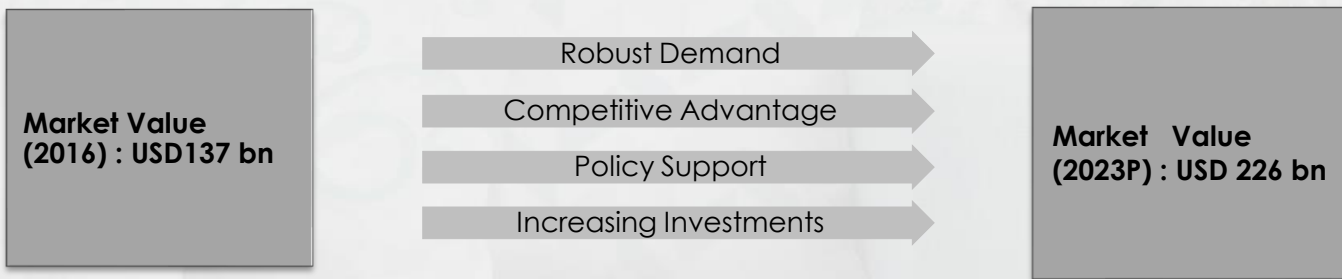 Market Value
(2016) : USD137 bn
Robust Demand
Competitive Advantage
Policy Support
Increasing Investments
Market Value
(2023P) : USD 226 bn